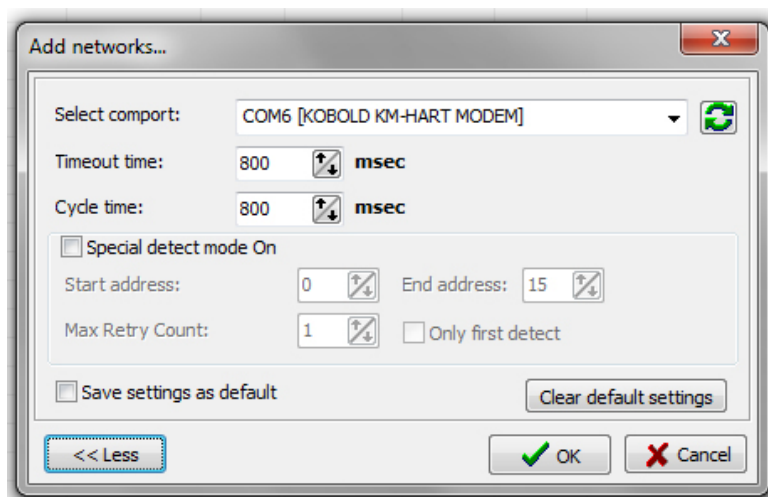 Add networks...
Select comport: COM6 [KOBOLD KM-HART MODEM]
Timeout time: 800 msec
Cycle time: 800 msec
Special detect mode On
Start address: 0 End address: 15
Max Retry Count: 1 Only first detect
Save settings as default Clear default settings
<< Less OK Cancel